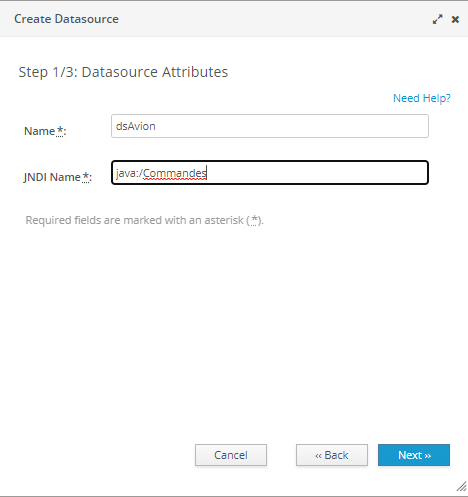 Create Datasource
Step 1/3: Datasource Attributes
Need Help?
Name*: dsAvion
JNDI Name*: java:/Commandes
Required fields are marked with an asterisk (*).
Cancel ‹‹ Back Next ››